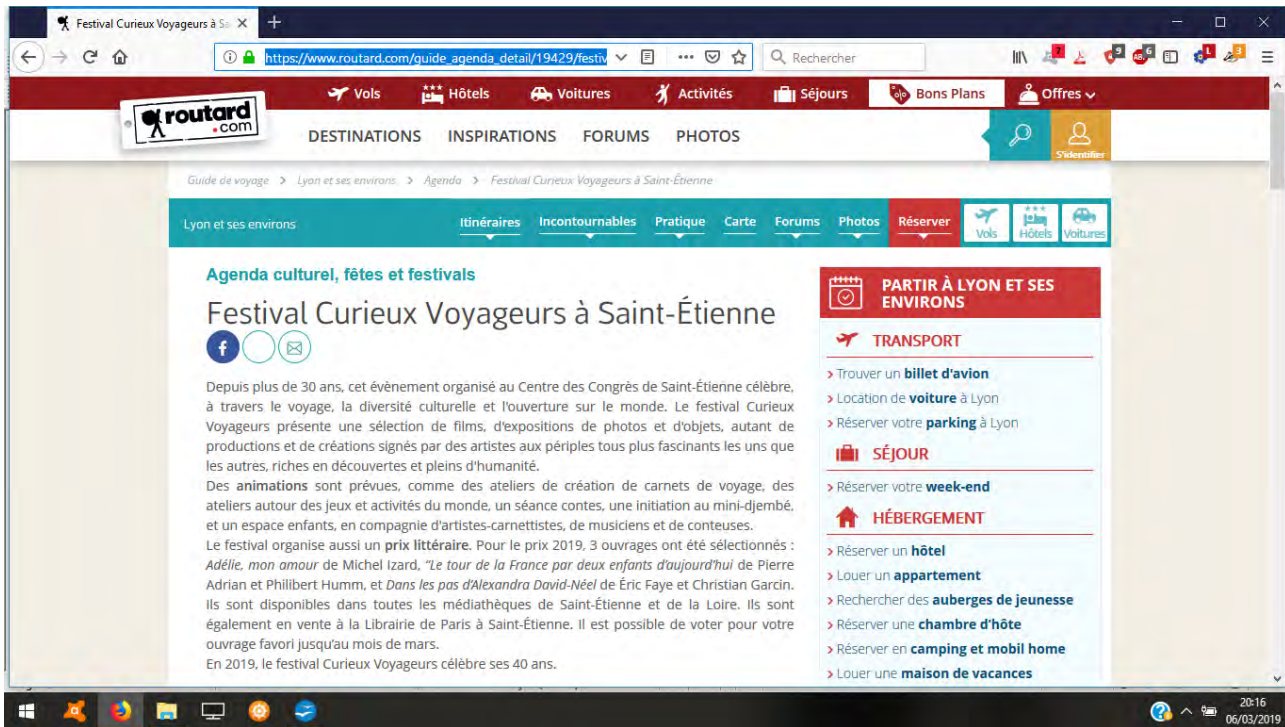 Festival Curieux Voyageurs à Sa
https://www.routard.com/guide_agenda_detail/19429/festiv
Rechercher
Vols
Hôtels
Voitures
Activités
Séjours
Bons Plans
Offres
routard
.com
DESTINATIONS
INSPIRATIONS
FORUMS
PHOTOS
S'identifier
Guide de voyage > Lyon et ses environs > Agenda > Festival Curieux Voyageurs à Saint-Étienne
Lyon et ses environs
Itinéraires
Incontournables
Pratique
Carte
Forums
Photos
Réserver
Vols
Hôtels
Voitures
Agenda culturel, fêtes et festivals
Festival Curieux Voyageurs à Saint-Étienne
Depuis plus de 30 ans, cet évènement organisé au Centre des Congrès de Saint-Étienne célèbre,
à travers le voyage, la diversité culturelle et l'ouverture sur le monde. Le festival Curieux
Voyageurs présente une sélection de films, d'expositions de photos et d'objets, autant de
productions et de créations signés par des artistes aux périples tous plus fascinants les uns que
les autres, riches en découvertes et pleins d'humanité.
Des animations sont prévues, comme des ateliers de création de carnets de voyage, des
ateliers autour des jeux et activités du monde, un séance contes, une initiation au mini-djembé,
et un espace enfants, en compagnie d'artistes-carnettistes, de musiciens et de conteuses.
Le festival organise aussi un prix littéraire. Pour le prix 2019, 3 ouvrages ont été sélectionnés :
Adélie, mon amour de Michel Izard, "Le tour de la France par deux enfants d'aujourd'hui de Pierre
Adrian et Philibert Humm, et Dans les pas d'Alexandra David-Néel de Éric Faye et Christian Garcin.
Ils sont disponibles dans toutes les médiathèques de Saint-Étienne et de la Loire. Ils sont
également en vente à la Librairie de Paris à Saint-Étienne. Il est possible de voter pour votre
ouvrage favori jusqu'au mois de mars.
En 2019, le festival Curieux Voyageurs célèbre ses 40 ans.
PARTIR À LYON ET SES
ENVIRONS
TRANSPORT
> Trouver un billet d'avion
> Location de voiture à Lyon
> Réserver votre parking à Lyon
SÉJOUR
> Réserver votre week-end
HÉBERGEMENT
> Réserver un hôtel
> Louer un appartement
> Rechercher des auberges de jeunesse
> Réserver une chambre d'hôte
> Réserver en camping et mobil home
> Louer une maison de vacances
20:16
06/03/2019